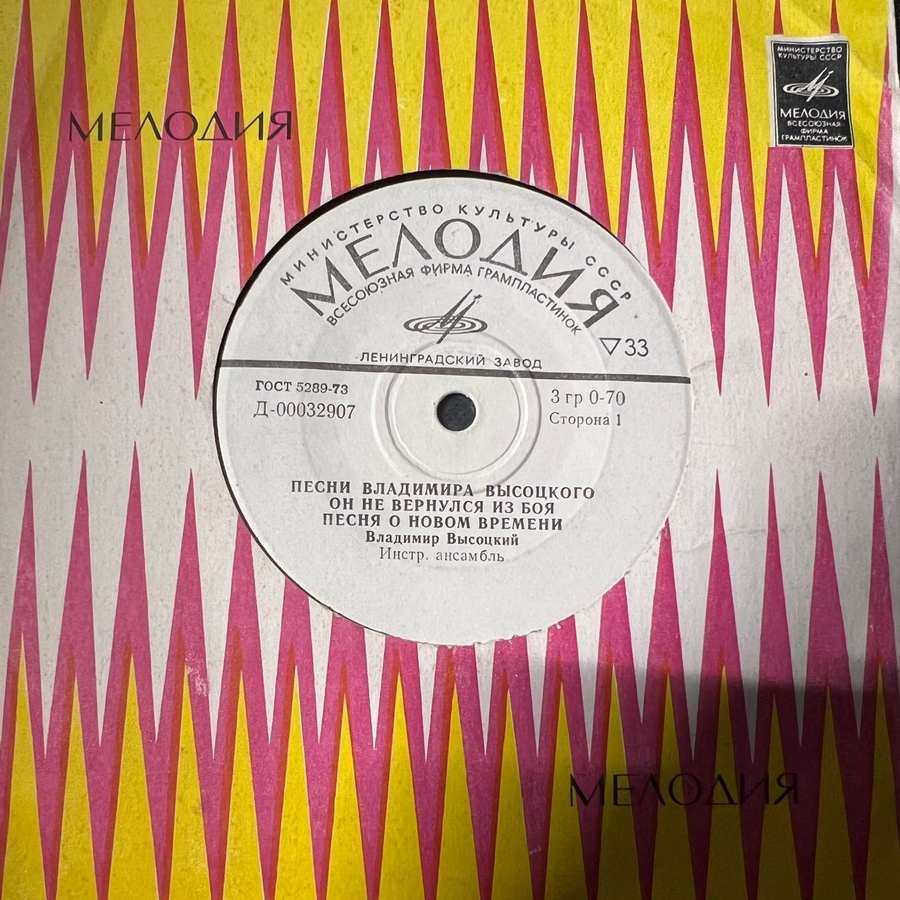 МЕЛОДИЯ
МИНИСТЕРСТВО
КУЛЬТУРЫ СССР
МЕЛОДИЯ
ВСЕСОЮЗНАЯ
ФИРМА
ГРАМПЛАСТИНОК
МИНИСТЕРСТВО КУЛЬТУРЫ СССР
МЕЛОДИЯ
ВСЕСОЮЗНАЯ ФИРМА ГРАМПЛАСТИНОК
33
ЛЕНИНГРАДСКИЙ ЗАВОД
ГОСТ 5289-73
Д-00032907
3 гр 0-70
Сторона 1
ПЕСНИ ВЛАДИМИРА ВЫСОЦКОГО
ОН НЕ ВЕРНУЛСЯ ИЗ БОЯ
ПЕСНЯ О НОВОМ ВРЕМЕНИ
Владимир Высоцкий
Инстр. ансамбль
МЕЛОДИЯ